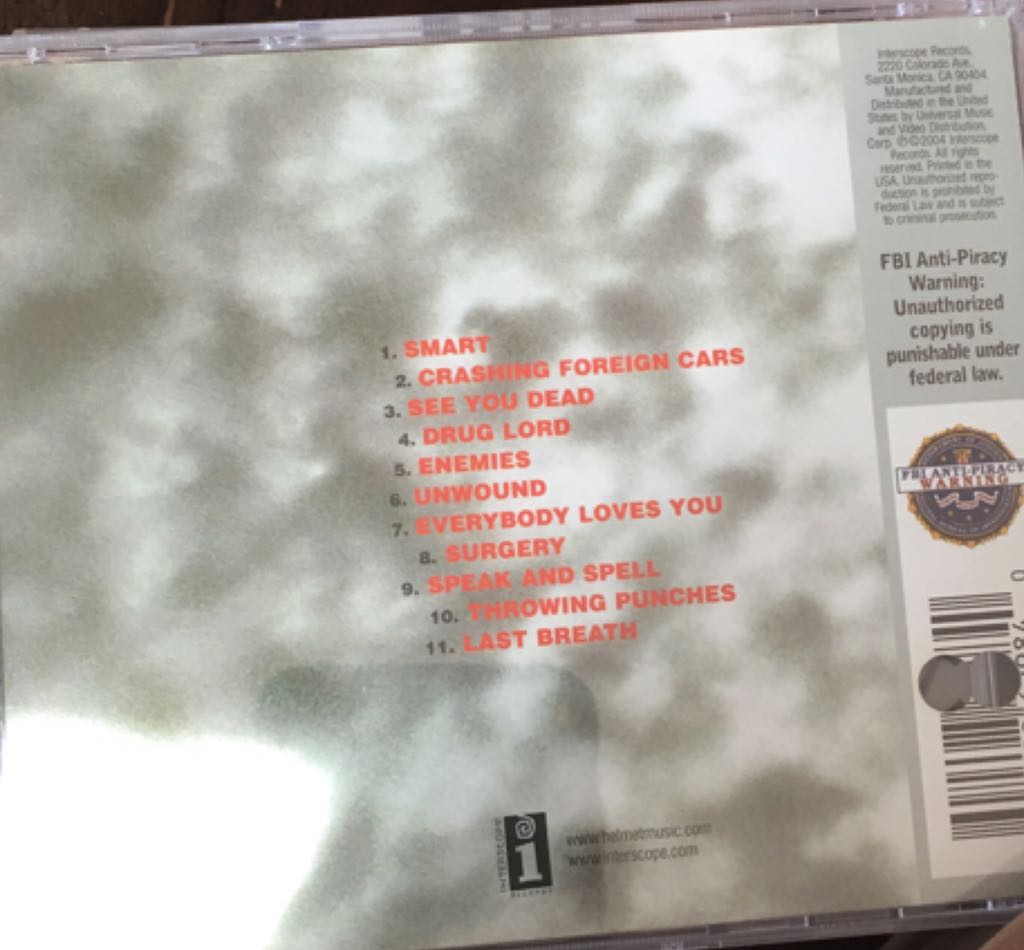 1. SMART
2. CRASHING FOREIGN CARS
3. SEE YOU DEAD
4. DRUG LORD
5. ENEMIES
6. UNWOUND
7. EVERYBODY LOVES YOU
8. SURGERY
9. SPEAK AND SPELL
10. THROWING PUNCHES
11. LAST BREATH
INTERSCOPE
i
RECORDS
www.helmetmusic.com
www.interscope.com
Interscope Records,
2220 Colorado Ave.,
Santa Monica, CA 90404.
Manufactured and
Distributed in the United
States by Universal Music
and Video Distribution,
Corp. ℗©2004 Interscope
Records. All rights
reserved. Printed in the
USA. Unauthorized repro-
duction is prohibited by
Federal Law and is subject
to criminal prosecution.
FBI Anti-Piracy
Warning:
Unauthorized
copying is
punishable under
federal law.
FBI ANTI-PIRACY
WARNING
0